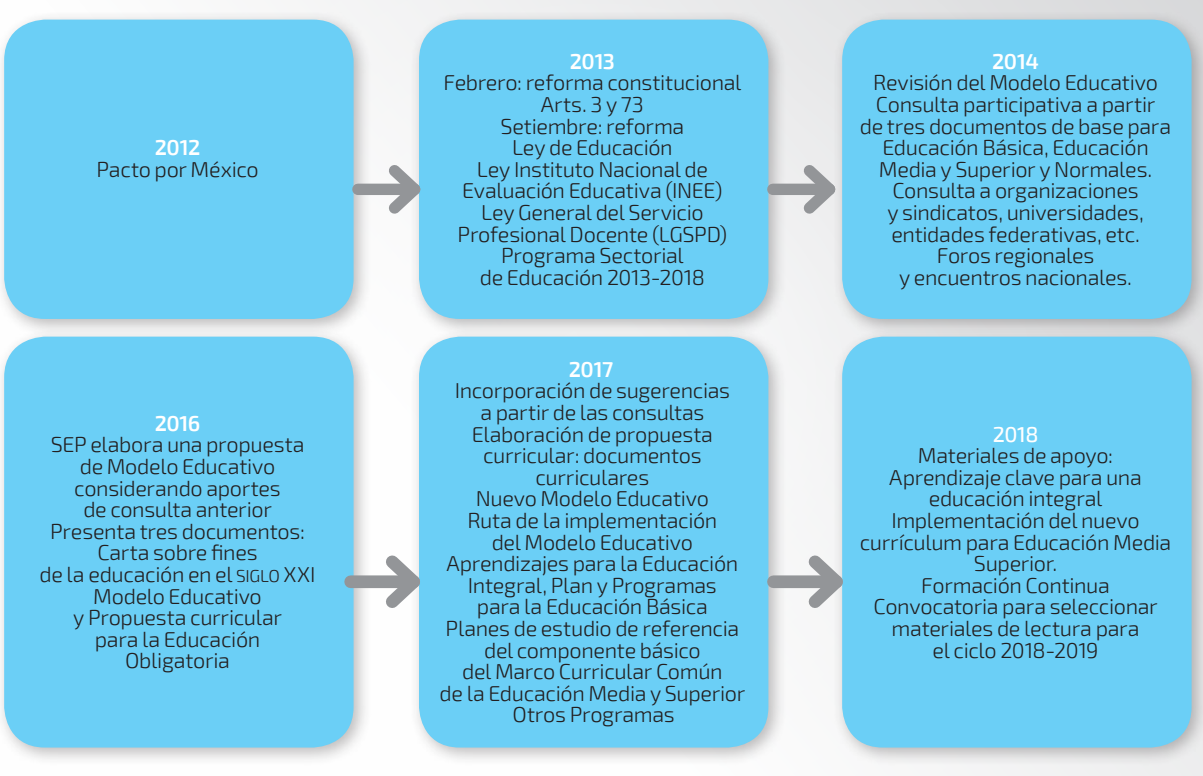 2012
Pacto por México
2013
Febrero: reforma constitucional
Arts. 3 y 73
Setiembre: reforma
Ley de Educación
Ley Instituto Nacional de
Evaluación Educativa (INEE)
Ley General del Servicio
Profesional Docente (LGSPD)
Programa Sectorial
de Educación 2013-2018
2014
Revisión del Modelo Educativo
Consulta participativa a partir
de tres documentos de base para
Educación Básica, Educación
Media y Superior y Normales.
Consulta a organizaciones
y sindicatos, universidades,
entidades federativas, etc.
Foros regionales
y encuentros nacionales.
2016
SEP elabora una propuesta
de Modelo Educativo
considerando aportes
de consulta anterior
Presenta tres documentos:
Carta sobre fines
de la educación en el SIGLO XXI
Modelo Educativo
y Propuesta curricular
para la Educación
Obligatoria
2017
Incorporación de sugerencias
a partir de las consultas
Elaboración de propuesta
curricular: documentos
curriculares
Nuevo Modelo Educativo
Ruta de la implementación
del Modelo Educativo
Aprendizajes para la Educación
Integral, Plan y Programas
para la Educación Básica
Planes de estudio de referencia
del componente básico
del Marco Curricular Común
de la Educación Media y Superior
Otros Programas
2018
Materiales de apoyo:
Aprendizaje clave para una
educación integral
Implementación del nuevo
currículum para Educación Media
Superior.
Formación Continua
Convocatoria para seleccionar
materiales de lectura para
el ciclo 2018-2019